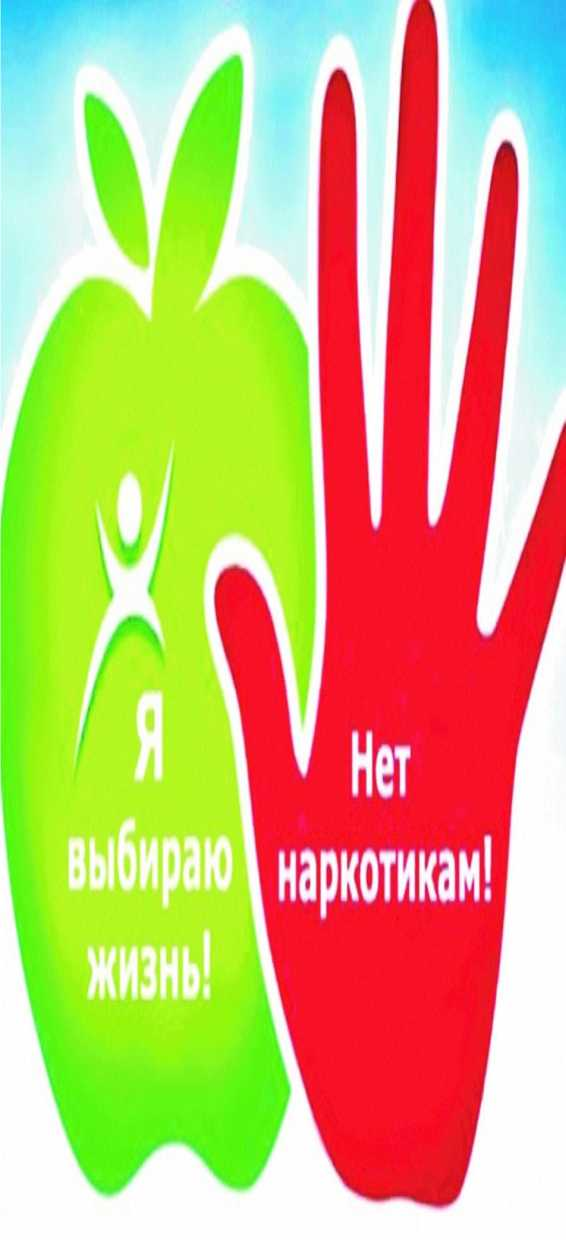 Я
выбираю
жизнь!
Нет
наркотикам!